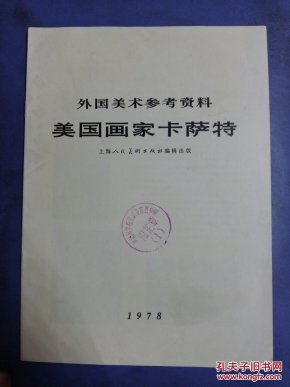 外国美术参考资料
美国画家卡萨特
上海人民美術出版社编辑出版
1978
孔夫子旧书网